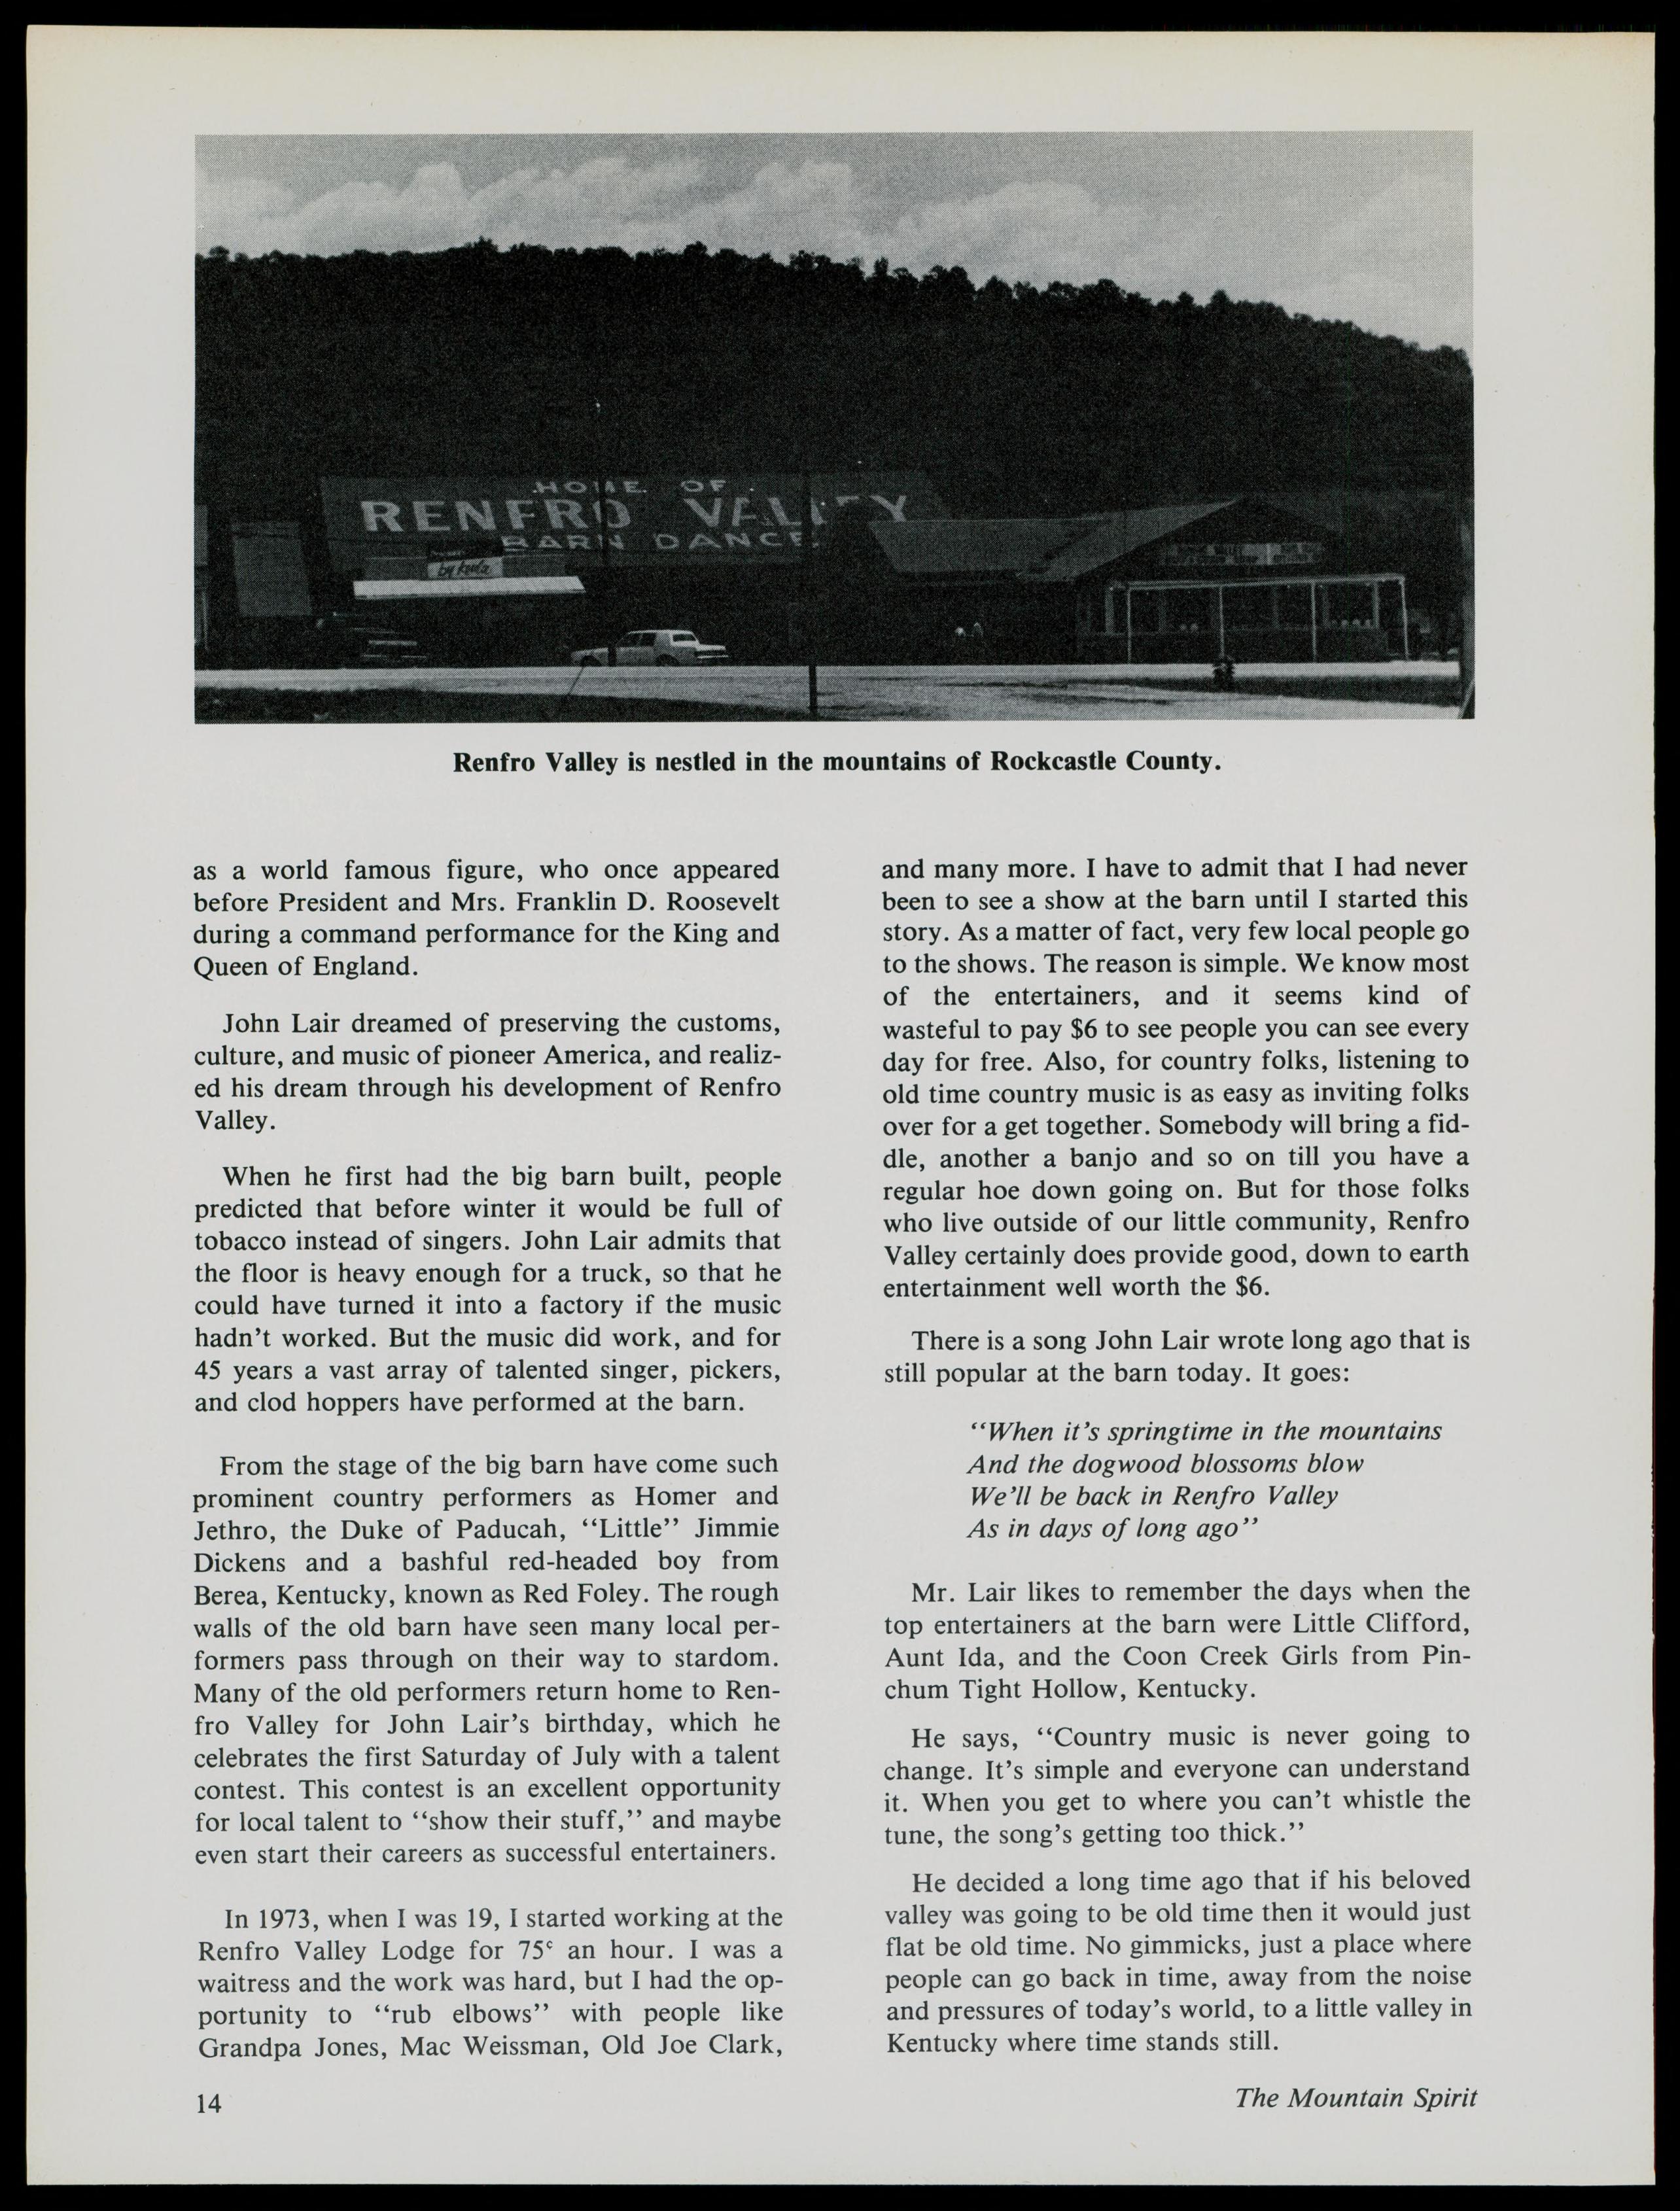 HOME OF
RENFRO VALLEY
BARN DANCE
Renfro Valley is nestled in the mountains of Rockcastle County.
as a world famous figure, who once appeared
before President and Mrs. Franklin D. Roosevelt
during a command performance for the King and
Queen of England.
John Lair dreamed of preserving the customs,
culture, and music of pioneer America, and realiz-
ed his dream through his development of Renfro
Valley.
When he first had the big barn built, people
predicted that before winter it would be full of
tobacco instead of singers. John Lair admits that
the floor is heavy enough for a truck, so that he
could have turned it into a factory if the music
hadn't worked. But the music did work, and for
45 years a vast array of talented singer, pickers,
and clod hoppers have performed at the barn.
From the stage of the big barn have come such
prominent country performers as Homer and
Jethro, the Duke of Paducah, "Little" Jimmie
Dickens and a bashful red-headed boy from
Berea, Kentucky, known as Red Foley. The rough
walls of the old barn have seen many local per-
formers pass through on their way to stardom.
Many of the old performers return home to Ren-
fro Valley for John Lair's birthday, which he
celebrates the first Saturday of July with a talent
contest. This contest is an excellent opportunity
for local talent to "show their stuff," and maybe
even start their careers as successful entertainers.
In 1973, when I was 19, I started working at the
Renfro Valley Lodge for 75¢ an hour. I was a
waitress and the work was hard, but I had the op-
portunity to "rub elbows" with people like
Grandpa Jones, Mac Weissman, Old Joe Clark,
and many more. I have to admit that I had never
been to see a show at the barn until I started this
story. As a matter of fact, very few local people go
to the shows. The reason is simple. We know most
of the entertainers, and it seems kind of
wasteful to pay $6 to see people you can see every
day for free. Also, for country folks, listening to
old time country music is as easy as inviting folks
over for a get together. Somebody will bring a fid-
dle, another a banjo and so on till you have a
regular hoe down going on. But for those folks
who live outside of our little community, Renfro
Valley certainly does provide good, down to earth
entertainment well worth the $6.
There is a song John Lair wrote long ago that is
still popular at the barn today. It goes:
"When it's springtime in the mountains
And the dogwood blossoms blow
We'll be back in Renfro Valley
As in days of long ago"
Mr. Lair likes to remember the days when the
top entertainers at the barn were Little Clifford,
Aunt Ida, and the Coon Creek Girls from Pin-
chum Tight Hollow, Kentucky.
He says, "Country music is never going to
change. It's simple and everyone can understand
it. When you get to where you can't whistle the
tune, the song's getting too thick."
He decided a long time ago that if his beloved
valley was going to be old time then it would just
flat be old time. No gimmicks, just a place where
people can go back in time, away from the noise
and pressures of today's world, to a little valley in
Kentucky where time stands still.
14
The Mountain Spirit